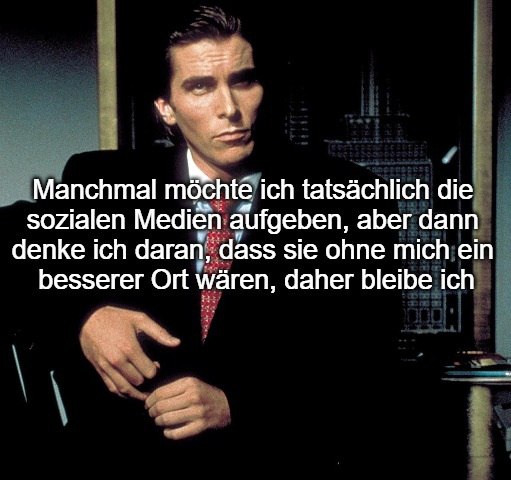 Manchmal möchte ich tatsächlich die
sozialen Medien aufgeben, aber dann
denke ich daran, dass sie ohne mich ein
besserer Ort wären, daher bleibe ich